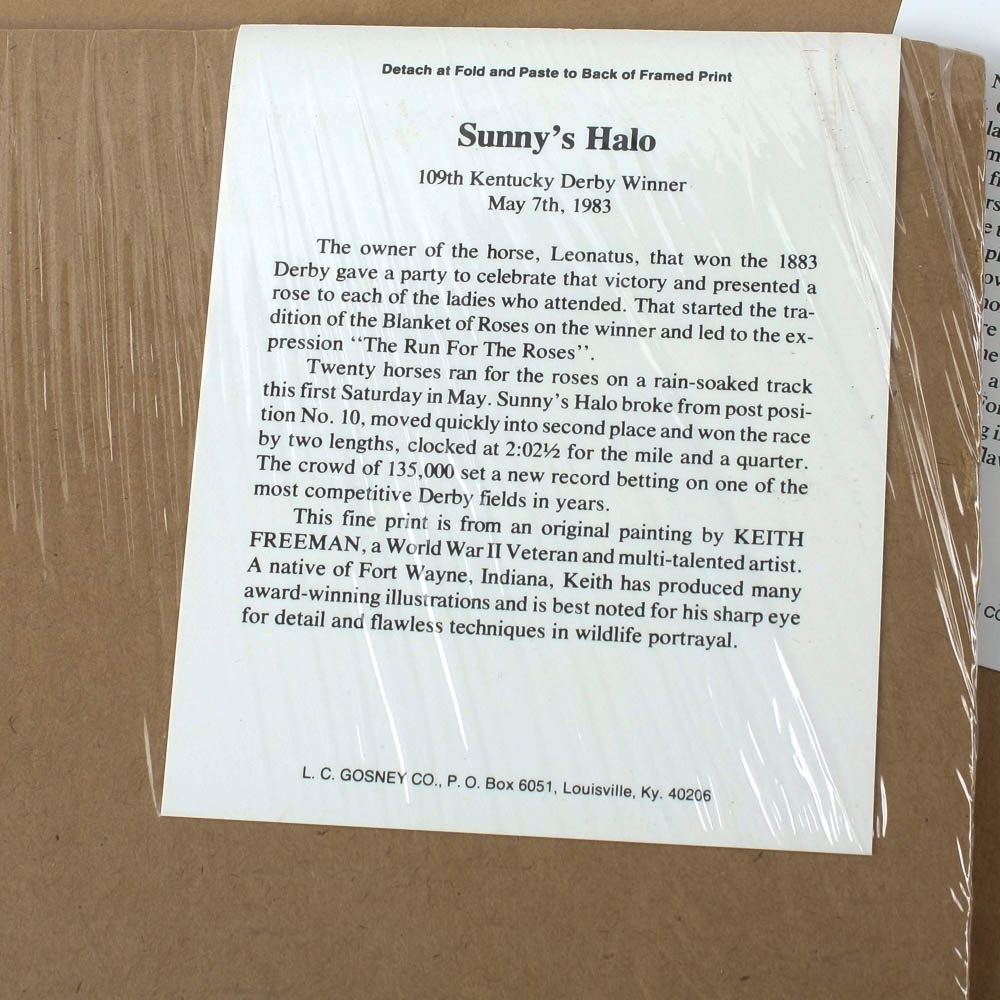 Detach at Fold and Paste to Back of Framed Print
Sunny's Halo
109th Kentucky Derby Winner
May 7th, 1983
The owner of the horse, Leonatus, that won the 1883
Derby gave a party to celebrate that victory and presented a
rose to each of the ladies who attended. That started the tra-
dition of the Blanket of Roses on the winner and led to the ex-
pression ‘‘The Run For The Roses’’.
Twenty horses ran for the roses on a rain-soaked track
this first Saturday in May. Sunny's Halo broke from post posi-
tion No. 10, moved quickly into second place and won the race
by two lengths, clocked at 2:02½ for the mile and a quarter.
The crowd of 135,000 set a new record betting on one of the
most competitive Derby fields in years.
This fine print is from an original painting by KEITH
FREEMAN, a World War II Veteran and multi-talented artist.
A native of Fort Wayne, Indiana, Keith has produced many
award-winning illustrations and is best noted for his sharp eye
for detail and flawless techniques in wildlife portrayal.
L. C. GOSNEY CO., P. O. Box 6051, Louisville, Ky. 40206